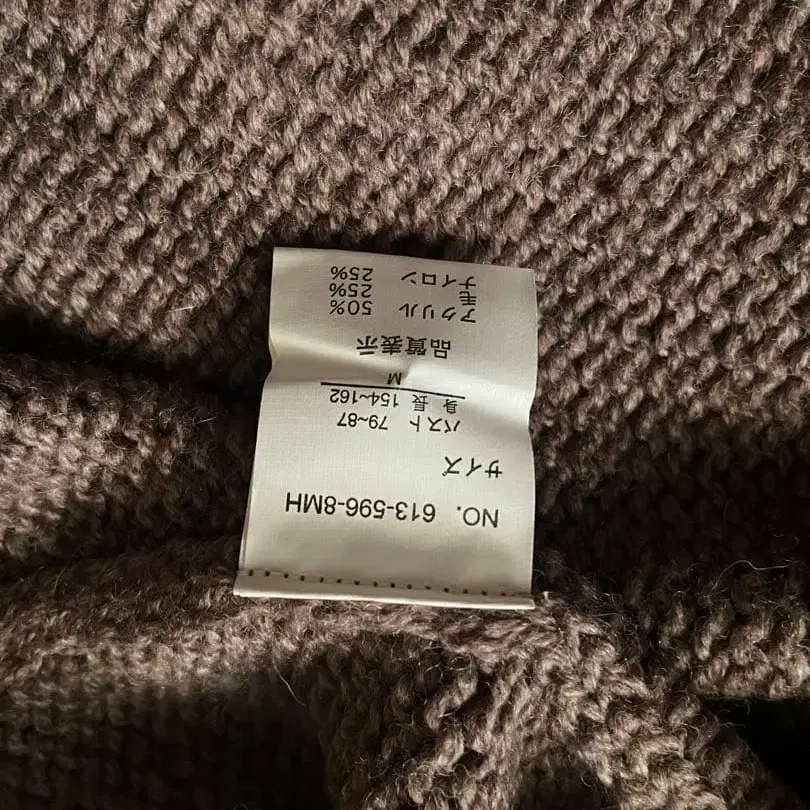 NO. 613-596-8MH
サイズ
バスト 79~87
身長 154~162
M
品質表示
アクリル 50%
毛 25%
ナイロン 25%